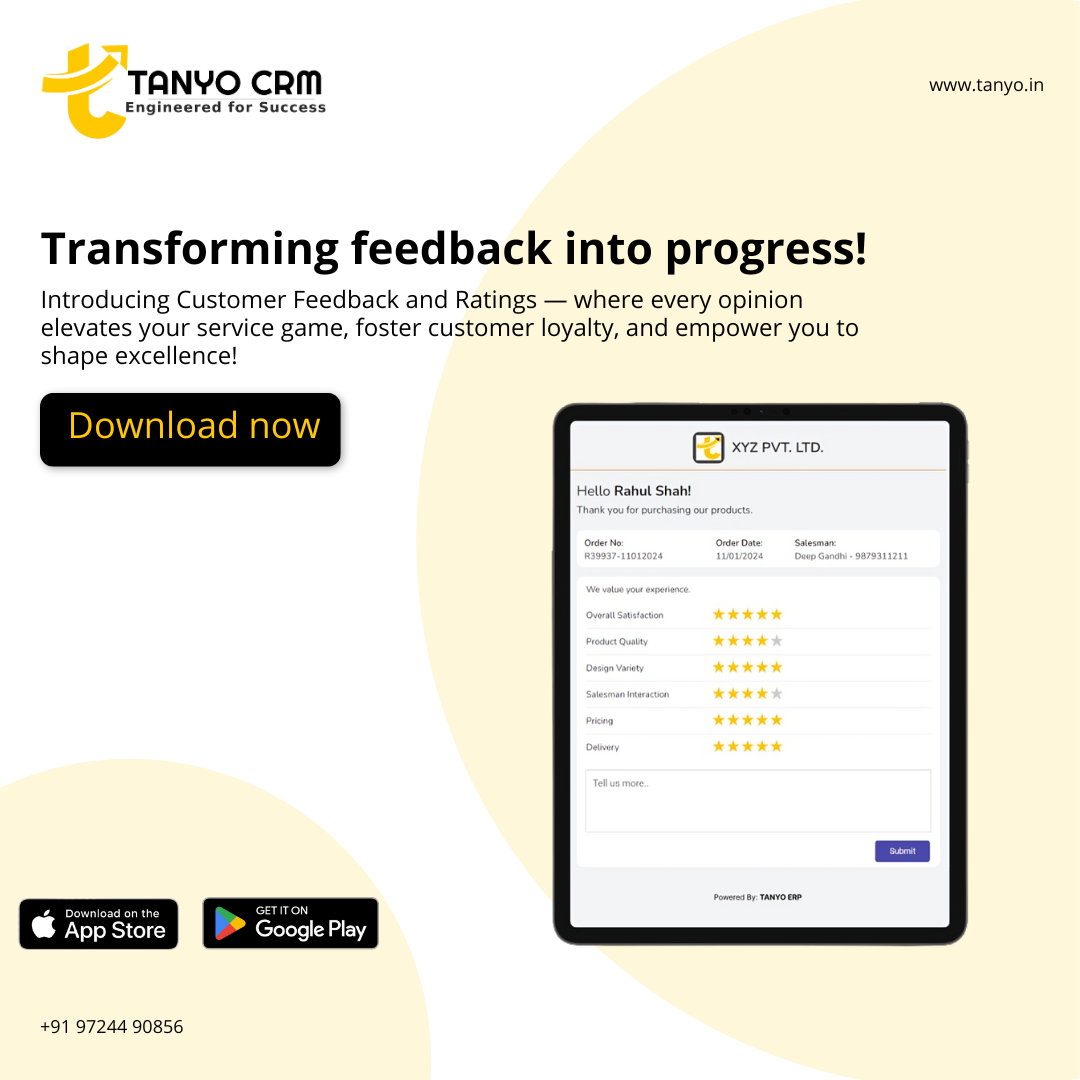 TANYO CRM
Engineered for Success
www.tanyo.in
Transforming feedback into progress!
Introducing Customer Feedback and Ratings — where every opinion
elevates your service game, foster customer loyalty, and empower you to
shape excellence!
Download now
XYZ PVT. LTD.
Hello Rahul Shah!
Thank you for purchasing our products.
Order No: Order Date: Salesman:
R39937-11012024 11/01/2024 Deep Gandhi - 9879311211
We value your experience.
Overall Satisfaction
Product Quality
Design Variety
Salesman Interaction
Pricing
Delivery
Tell us more..
Submit
Powered By: TANYO ERP
Download on the
App Store
GET IT ON
Google Play
+91 97244 90856